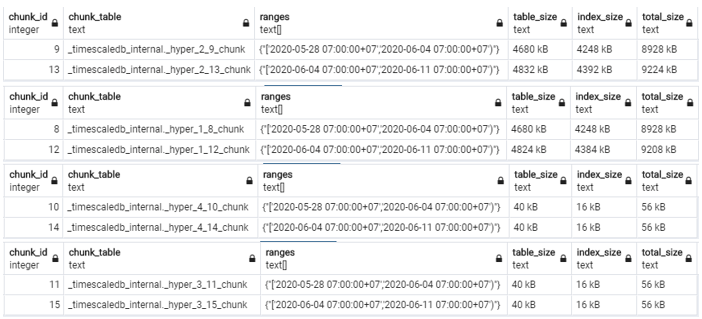 chunk_id chunk_table ranges table_size index_size total_size
integer text text[] text text text
9 _timescaledb_internal._hyper_2_9_chunk {"['2020-05-28 07:00:00+07','2020-06-04 07:00:00+07')"} 4680 kB 4248 kB 8928 kB
13 _timescaledb_internal._hyper_2_13_chunk {"['2020-06-04 07:00:00+07','2020-06-11 07:00:00+07')"} 4832 kB 4392 kB 9224 kB
chunk_id chunk_table ranges table_size index_size total_size
integer text text[] text text text
8 _timescaledb_internal._hyper_1_8_chunk {"['2020-05-28 07:00:00+07','2020-06-04 07:00:00+07')"} 4680 kB 4248 kB 8928 kB
12 _timescaledb_internal._hyper_1_12_chunk {"['2020-06-04 07:00:00+07','2020-06-11 07:00:00+07')"} 4824 kB 4384 kB 9208 kB
chunk_id chunk_table ranges table_size index_size total_size
integer text text[] text text text
10 _timescaledb_internal._hyper_4_10_chunk {"['2020-05-28 07:00:00+07','2020-06-04 07:00:00+07')"} 40 kB 16 kB 56 kB
14 _timescaledb_internal._hyper_4_14_chunk {"['2020-06-04 07:00:00+07','2020-06-11 07:00:00+07')"} 40 kB 16 kB 56 kB
chunk_id chunk_table ranges table_size index_size total_size
integer text text[] text text text
11 _timescaledb_internal._hyper_3_11_chunk {"['2020-05-28 07:00:00+07','2020-06-04 07:00:00+07')"} 40 kB 16 kB 56 kB
15 _timescaledb_internal._hyper_3_15_chunk {"['2020-06-04 07:00:00+07','2020-06-11 07:00:00+07')"} 40 kB 16 kB 56 kB